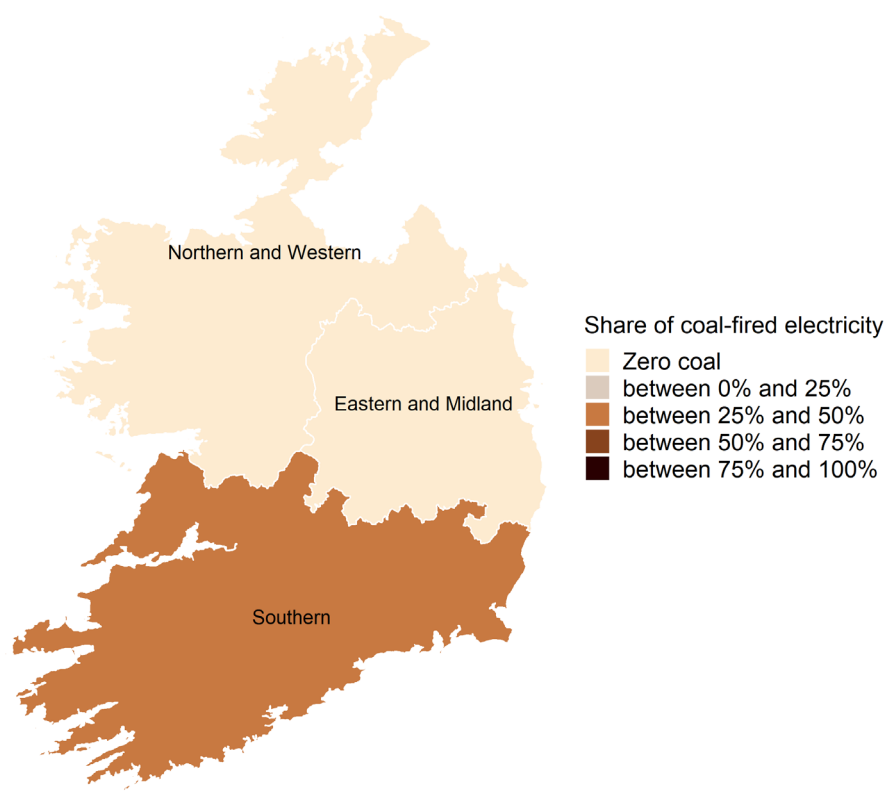 Northern and Western
Share of coal-fired electricity
Zero coal
between 0% and 25%
Eastern and Midland
between 25% and 50%
between 50% and 75%
between 75% and 100%
Southern